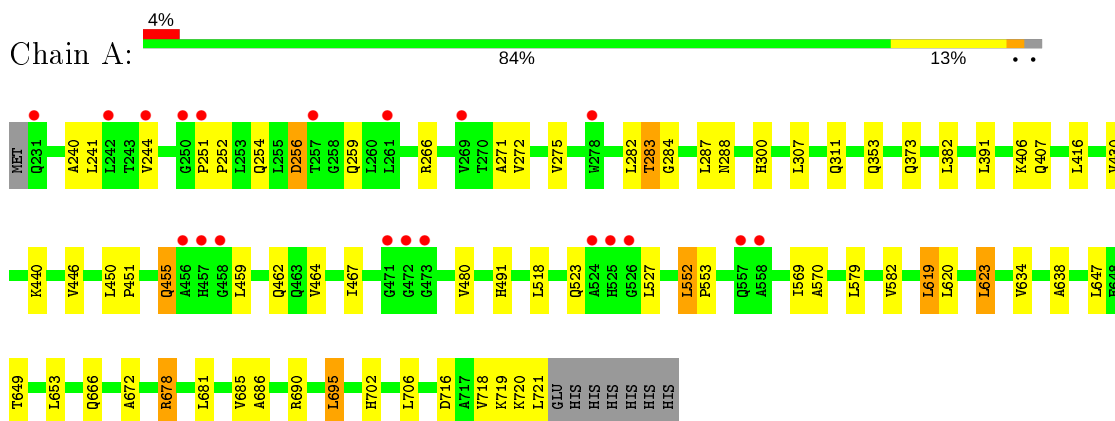 4%
Chain A:
84% 13% • •
MET Q231 A240 L241 L242 T243 V244 G250 P251 P252 L253 Q254 L255 D256 T257 G258 Q259 L260 L261 R266 V269 T270 A271 V272 V275 W278 L282 T283 G284 L287 N288 H300 L307 Q311 Q353 Q373 L382 L391 K406 Q407 L416
K440 V446 L450 P451 Q455 A456 H457 G458 L459 Q462 Q463 V464 I467 G471 G472 G473 V480 H491 L518 Q523 A524 H525 G526 L527 L552 P553 Q557 A558 I569 A570 L579 V582 L619 L620 L623 V634 A638 L647
T649 L653 Q666 A672 R678 L681 V685 A686 R690 L695 H702 L706 D716 A717 V718 K719 K720 L721 GLU HIS HIS HIS HIS HIS HIS